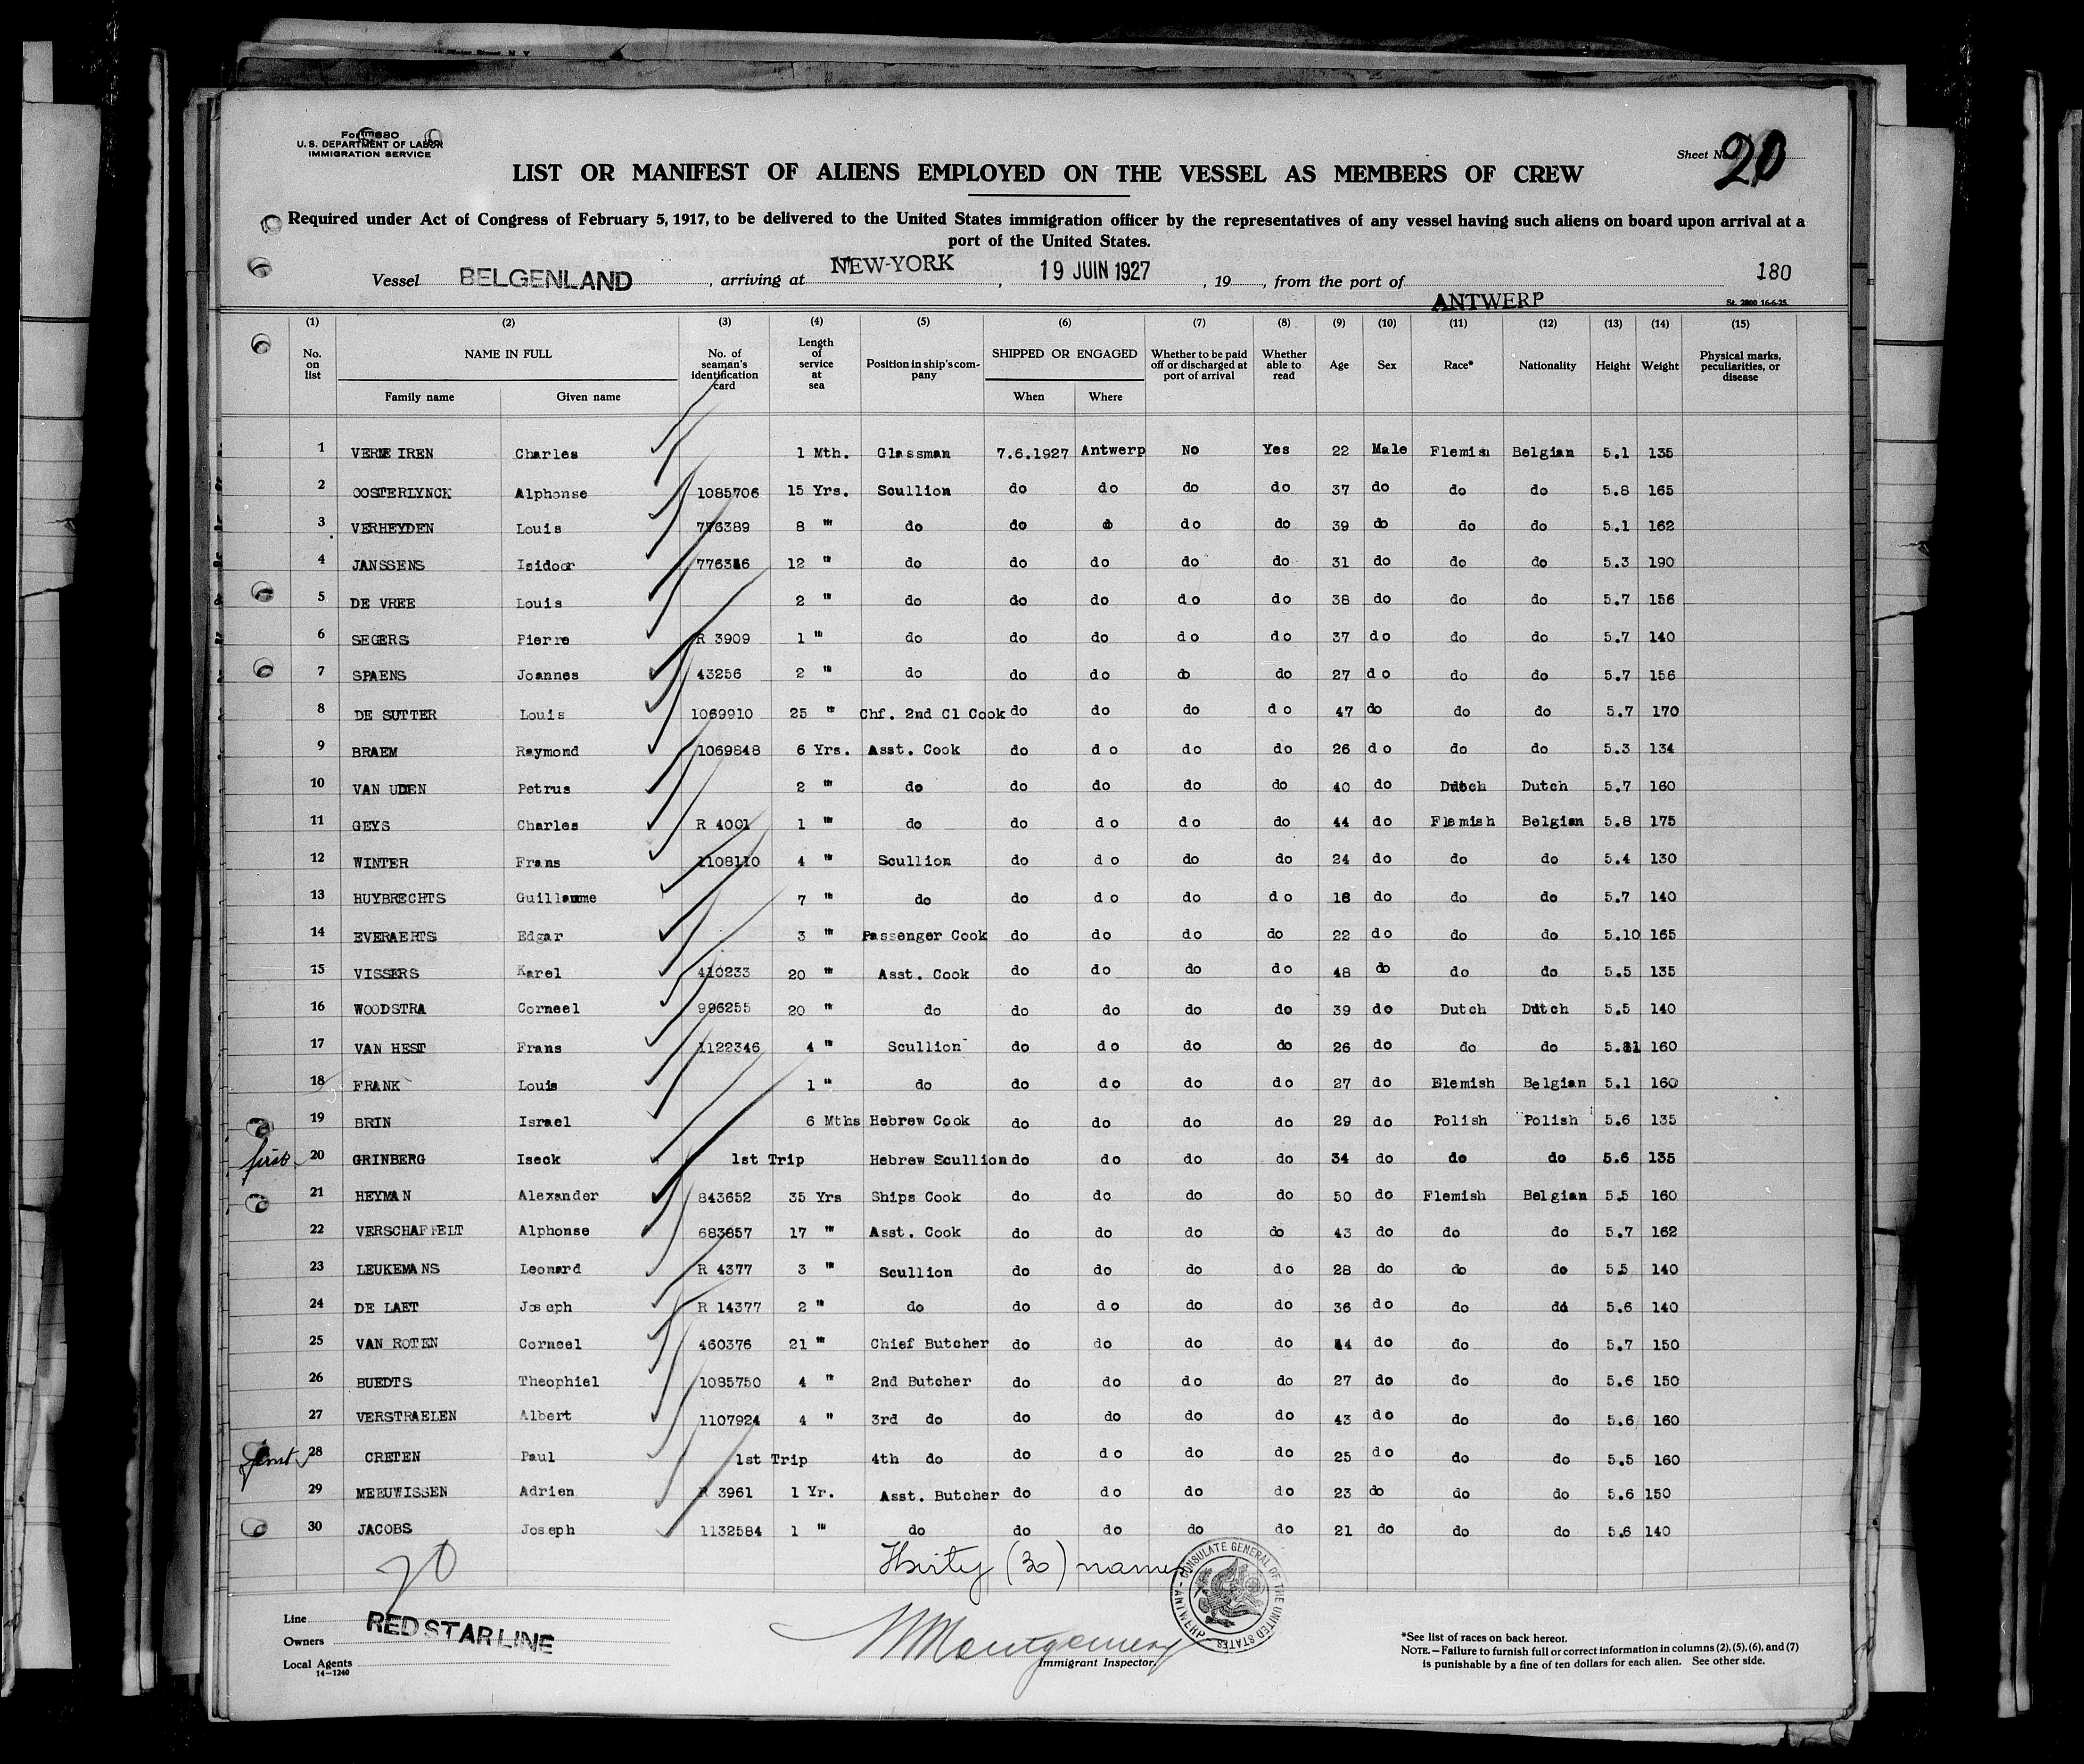 Form 680
U. S. DEPARTMENT OF LABOR
IMMIGRATION SERVICE
Sheet No. 20
LIST OR MANIFEST OF ALIENS EMPLOYED ON THE VESSEL AS MEMBERS OF CREW
Required under Act of Congress of February 5, 1917, to be delivered to the United States immigration officer by the representatives of any vessel having such aliens on board upon arrival at a
port of the United States.
Vessel BELGENLAND, arriving at NEW-YORK, 19 JUIN 1927, 19, from the port of ANTWERP 180
St. 2800 16-6-25
(1) (2) (3) (4) (5) (6) (7) (8) (9) (10) (11) (12) (13) (14) (15)
No. on list NAME IN FULL Family name Given name No. of seaman's identification card Length of service at sea Position in ship's company SHIPPED OR ENGAGED When Where Whether to be paid off or discharged at port of arrival Whether able to read Age Sex Race* Nationality Height Weight Physical marks, peculiarities, or disease
1 VERMEIREN Charles 1 Mth. Glassman 7.6.1927 Antwerp No Yes 22 Male Flemish Belgian 5.1 135
2 OOSTERLYNCK Alphonse 1085706 15 Yrs. Scullion do do do do 37 do do do 5.8 165
3 VERHEYDEN Louis 776389 8 " do do do do do 39 do do do 5.1 162
4 JANSSENS Isidoor 12 " do do do do do 31 do do do 5.3 190
5 DE VREE Louis 2 " do do do do do 38 do do do 5.7 156
6 SEGERS Pierre R 3909 1 " do do do do do 37 do do do 5.7 140
7 SPAENS Joannes 43256 2 " do do do do do 27 do do do 5.7 156
8 DE SUTTER Louis 1069910 25 " Chf. 2nd Cl Cook do do do do 47 do do do 5.7 170
9 BRAEM Raymond 1069848 6 Yrs. Asst. Cook do do do do 26 do do do 5.3 134
10 VAN UDEN Petrus 2 " do do do do do 40 do Dutch Dutch 5.7 160
11 GEYS Charles R 4001 1 " do do do do do 44 do Flemish Belgian 5.8 175
12 WINTER Frans 1108110 4 " Scullion do do do do 24 do do do 5.4 130
13 HUYBRECHTS Guillaume 7 " do do do do do 18 do do do 5.7 140
14 EVERAERTS Edgar 3 " Passenger Cook do do do do 22 do do do 5.10 165
15 VISSERS Karel 410233 20 " Asst. Cook do do do do 48 do do do 5.5 135
16 WOODSTRA Corneel 996255 20 " do do do do do 39 do Dutch Dutch 5.5 140
17 VAN HEST Frans 1122346 4 " Scullion do do do do 26 do do do 160
18 FRANK Louis 1 " do do do do do 27 do Elemish Belgian 5.1 160
19 BRIN Israel 6 Mths Hebrew Cook do do do do 29 do Polish Polish 5.6 135
first 20 GRINBERG Iseck 1st Trip Hebrew Scullion do do do do 34 do do do 5.6 135
21 HEYMAN Alexander 843652 35 Yrs Ships Cook do do do do 50 do Flemish Belgian 5.5 160
22 VERSCHAFFELT Alphonse 683857 17 " Asst. Cook do do do do 43 do do do 5.7 162
23 LEUKEMANS Leonard R 4377 3 " Scullion do do do do 28 do do do 5.5 140
24 DE LAET Joseph R 14377 2 " do do do do do 36 do do dd 5.6 140
25 VAN ROTEN Corneel 460376 21 " Chief Butcher do do do do 44 do do do 5.7 150
26 BUEDTS Theophiel 1085750 4 " 2nd Butcher do do do do 27 do do do 5.6 150
27 VERSTRAELEN Albert 1107924 4 " 3rd do do do do do 43 do do do 5.6 160
first 28 CRETEN Paul 1st Trip 4th do do do do do 25 do do do 5.5 160
29 MEEUWISSEN Adrien R 3961 1 Yr. Asst. Butcher do do do do 23 do do do 5.6 150
30 JACOBS Joseph 1132584 1 " do do do do do 21 do do do 5.6 140
Thirty (30) names
CONSULATE GENERAL OF THE UNITED STATES - ANTWERP -
Line RED STAR LINE
Owners
Local Agents
14-1240
Montgomery
Immigrant Inspector.
*See list of races on back hereof.
NOTE.—Failure to furnish full or correct information in columns (2), (5), (6), and (7)
is punishable by a fine of ten dollars for each alien. See other side.